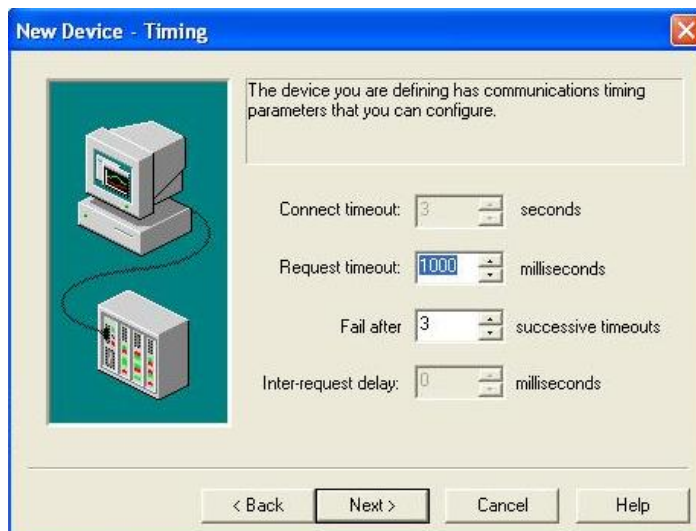 New Device - Timing
The device you are defining has communications timing
parameters that you can configure.
Connect timeout: 3 seconds
Request timeout: 1000 milliseconds
Fail after 3 successive timeouts
Inter-request delay: 0 milliseconds
< Back Next > Cancel Help